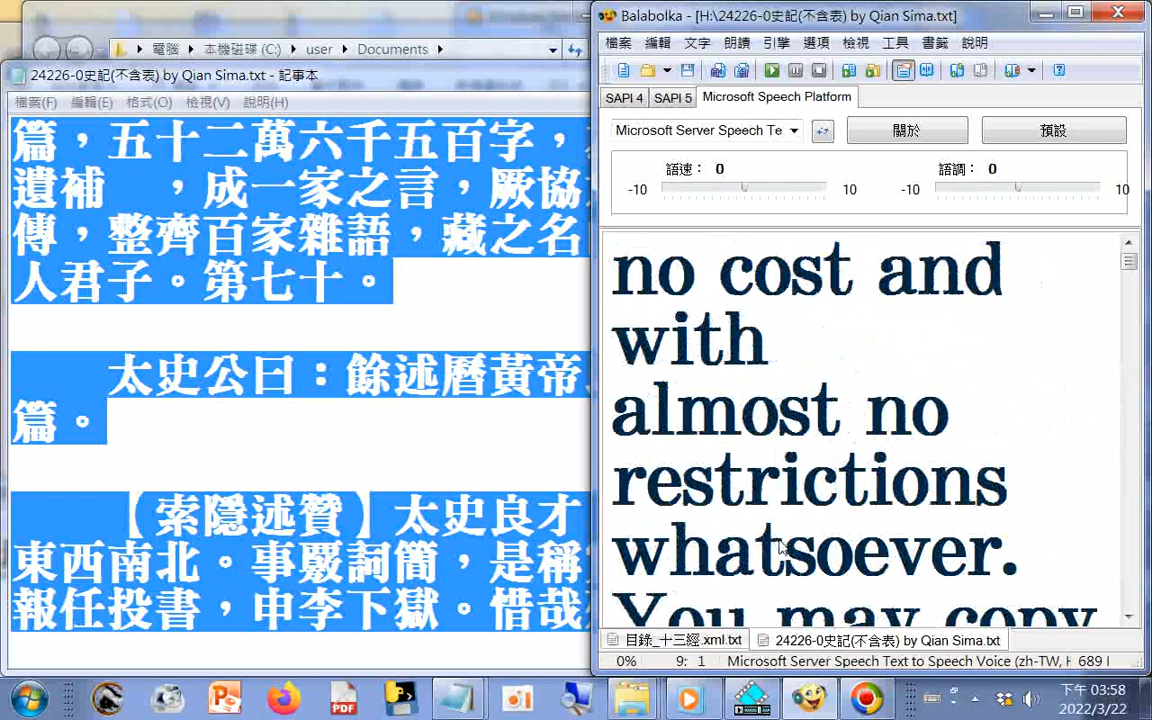 電腦 本機磁碟 (C:) user Documents
24226-0史記(不含表) by Qian Sima.txt - 記事本
檔案(F) 編輯(E) 格式(O) 檢視(V) 說明(H)
篇，五十二萬六千五百字，
遺補　，成一家之言，厥協
傳，整齊百家雜語，藏之名
人君子。第七十。
太史公曰：餘述曆黃帝
篇。
【索隱述贊】太史良才
東西南北。事覈詞簡，是稱
報任投書，申李下獄。惜哉
Balabolka - [H:\24226-0史記(不含表) by Qian Sima.txt]
檔案 編輯 文字 朗讀 引擎 選項 檢視 工具 書籤 說明
SAPI 4 SAPI 5 Microsoft Speech Platform
Microsoft Server Speech Te 關於 預設
語速： 0 語調： 0
-10 10 -10 10
no cost and
with
almost no
restrictions
whatsoever.
You may copy
目錄_十三經.xml.txt 24226-0史記(不含表) by Qian Sima.txt
0% 9: 1 Microsoft Server Speech Text to Speech Voice (zh-TW, H 689 l
下午 03:58
2022/3/22